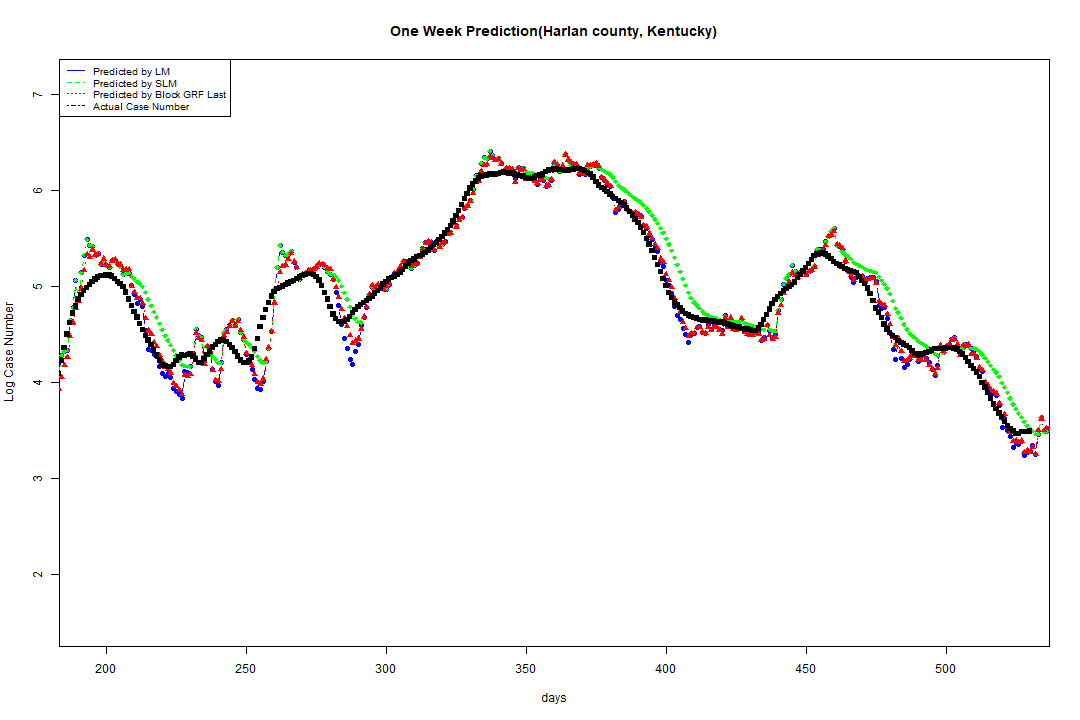 One Week Prediction(Harlan county, Kentucky)
Predicted by LM
Predicted by SLM
Predicted by Block GRF Last
Actual Case Number
7
6
5
4
3
2
Log Case Number
200 250 300 350 400 450 500
days